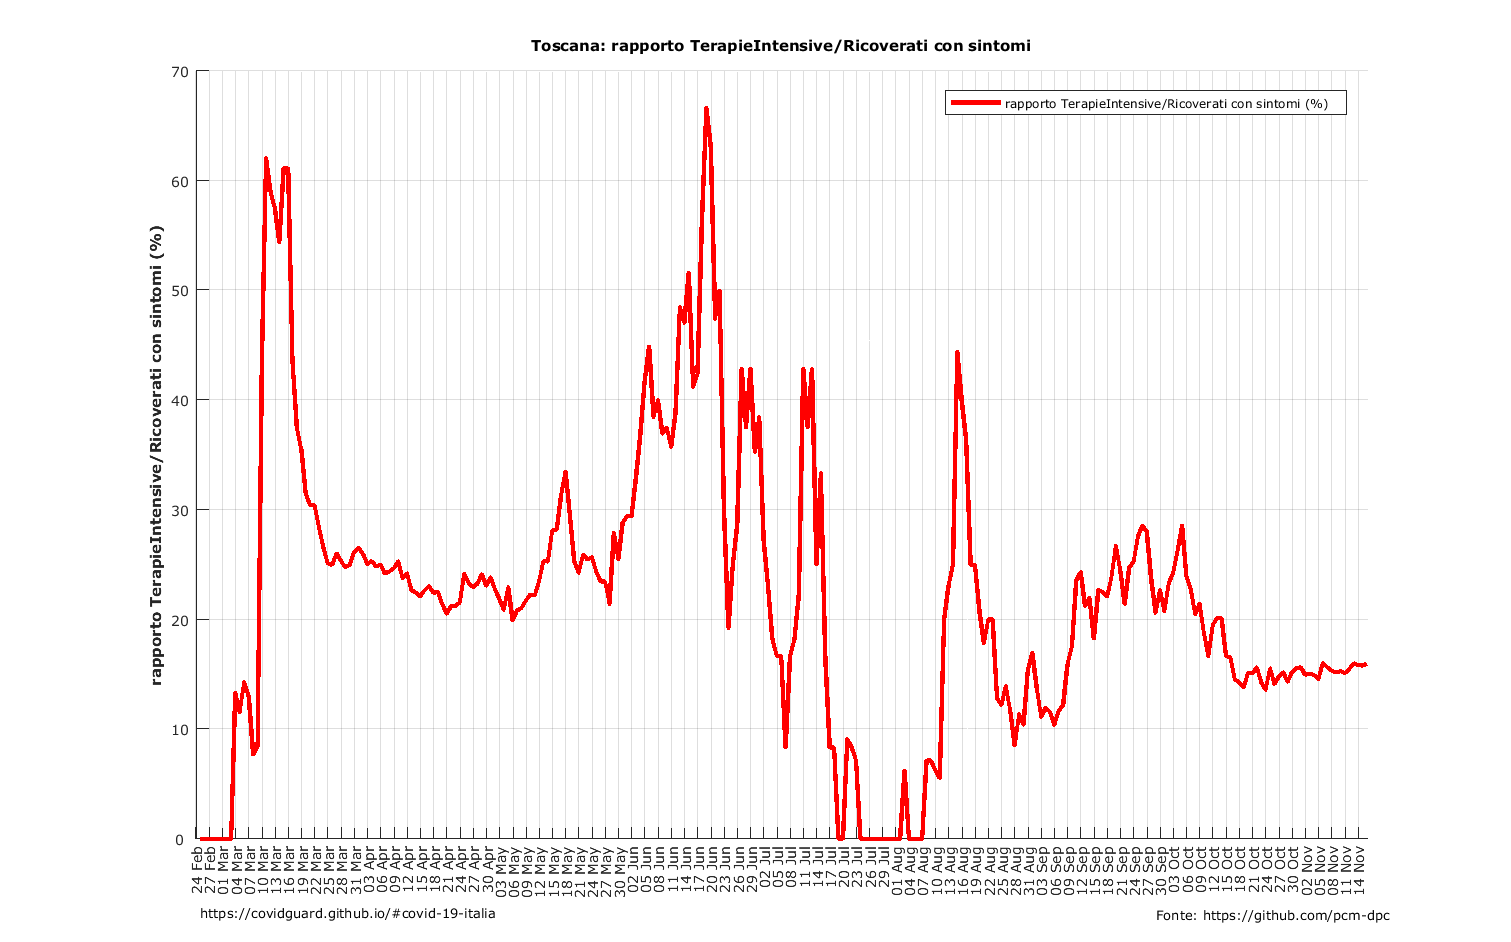 Toscana: rapporto TerapieIntensive/Ricoverati con sintomi
rapporto TerapieIntensive/Ricoverati con sintomi (%)
rapporto TerapieIntensive/Ricoverati con sintomi (%)
70
60
50
40
30
20
10
0
24 Feb
27 Feb
01 Mar
04 Mar
07 Mar
10 Mar
13 Mar
16 Mar
19 Mar
22 Mar
25 Mar
28 Mar
31 Mar
03 Apr
06 Apr
09 Apr
12 Apr
15 Apr
18 Apr
21 Apr
24 Apr
27 Apr
30 Apr
03 May
06 May
09 May
12 May
15 May
18 May
21 May
24 May
27 May
30 May
02 Jun
05 Jun
08 Jun
11 Jun
14 Jun
17 Jun
20 Jun
23 Jun
26 Jun
29 Jun
02 Jul
05 Jul
08 Jul
11 Jul
14 Jul
17 Jul
20 Jul
23 Jul
26 Jul
29 Jul
01 Aug
04 Aug
07 Aug
10 Aug
13 Aug
16 Aug
19 Aug
22 Aug
25 Aug
28 Aug
31 Aug
03 Sep
06 Sep
09 Sep
12 Sep
15 Sep
18 Sep
21 Sep
24 Sep
27 Sep
30 Sep
03 Oct
06 Oct
09 Oct
12 Oct
15 Oct
18 Oct
21 Oct
24 Oct
27 Oct
30 Oct
02 Nov
05 Nov
08 Nov
11 Nov
14 Nov
https://covidguard.github.io/#covid-19-italia
Fonte: https://github.com/pcm-dpc